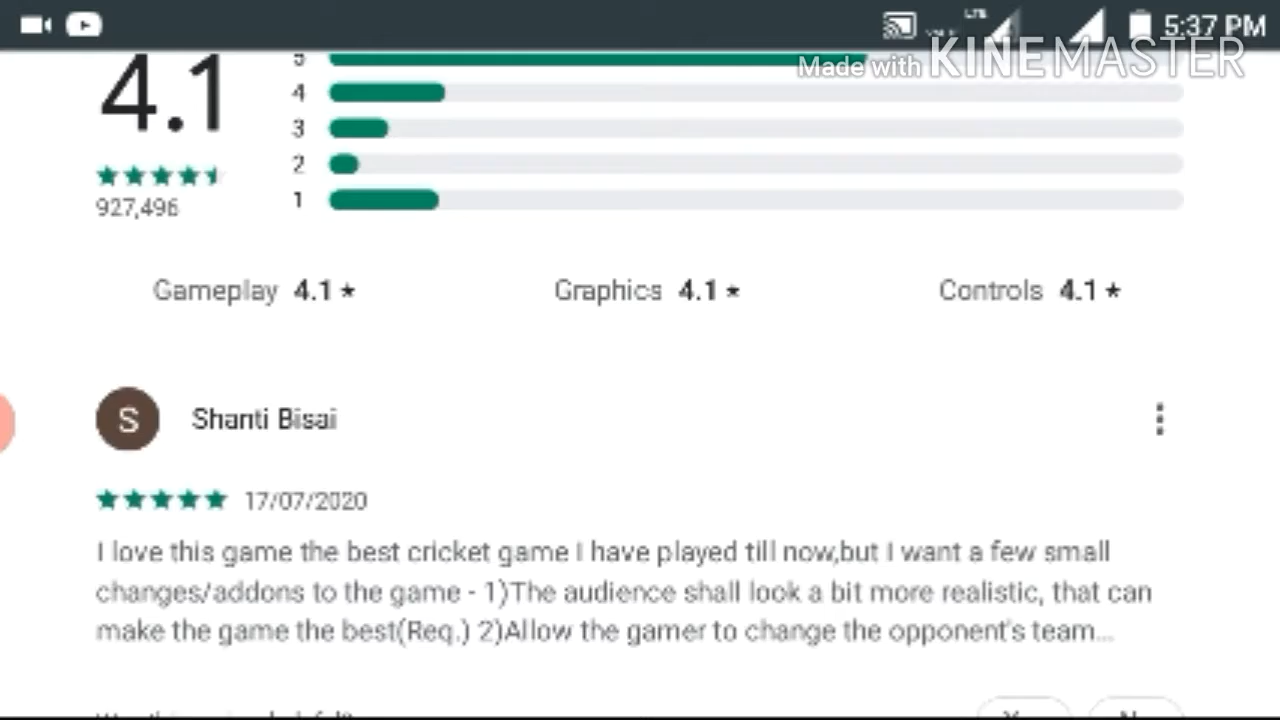 5:37 PM
LTE
Made with KINEMASTER
4.1
5
4
3
2
1
927,496
Gameplay 4.1 ★
Graphics 4.1 ★
Controls 4.1 ★
S
Shanti Bisai
17/07/2020
I love this game the best cricket game I have played till now,but I want a few small
changes/addons to the game - 1)The audience shall look a bit more realistic, that can
make the game the best(Req.) 2)Allow the gamer to change the opponent's team...